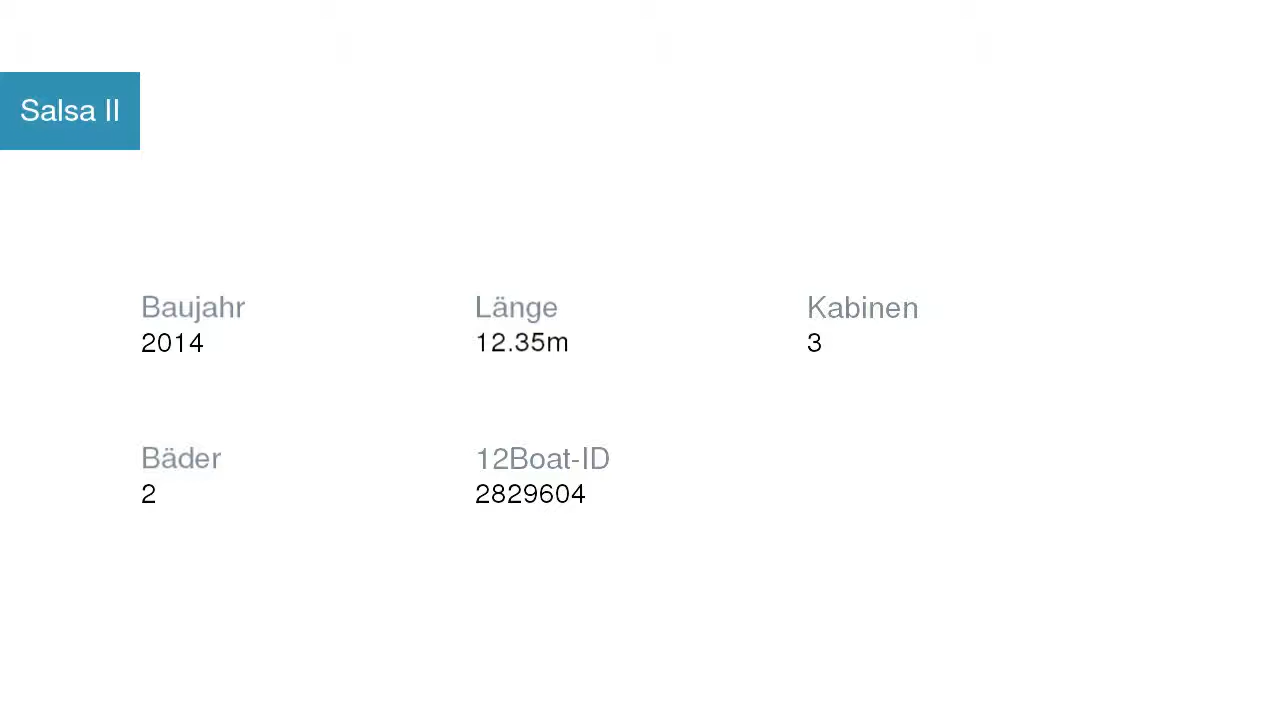 Salsa II
Baujahr
2014
Länge
12.35m
Kabinen
3
Bäder
2
12Boat-ID
2829604